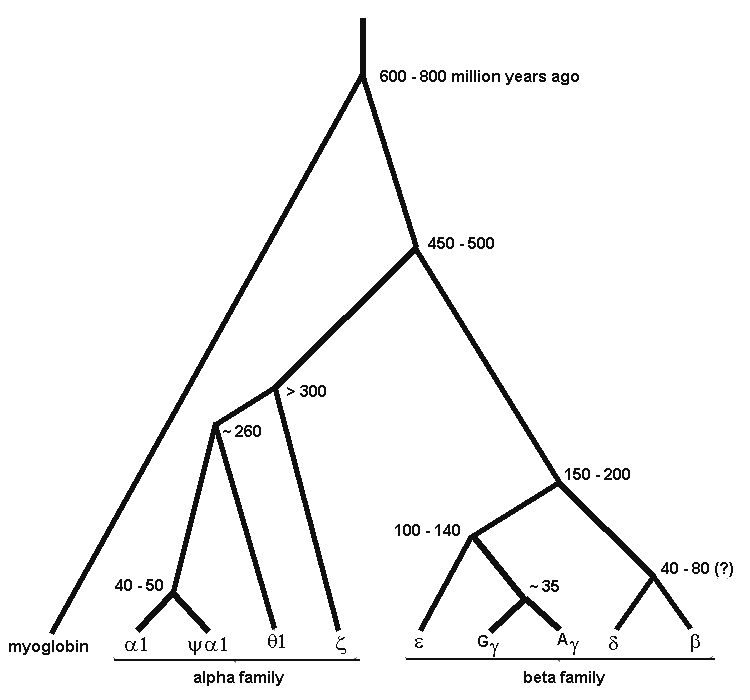 600 - 800 million years ago
450 - 500
> 300
~ 260
150 - 200
100 - 140
40 - 80 (?)
40 - 50
~ 35
myoglobin α1 ψα1 θ1 ζ ε Gγ Aγ δ β
alpha family beta family